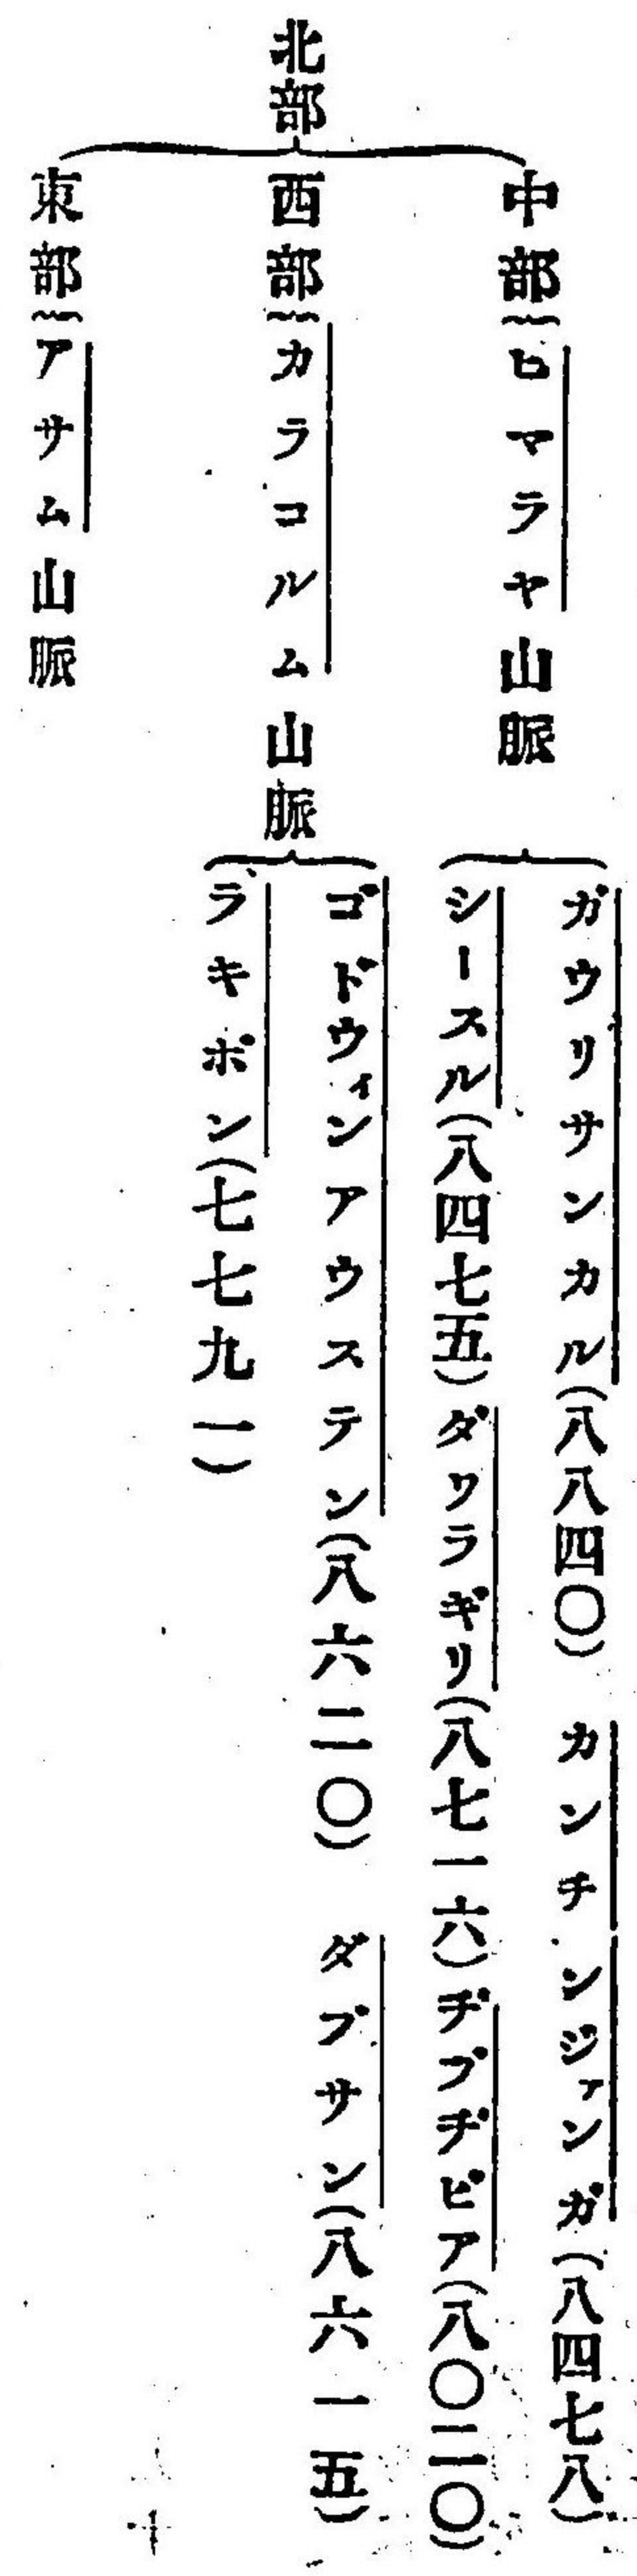 北部
中部
ヒマラヤ山脈
ガウリサンカル(八八四〇) カンチンジァンガ(八四七八)
シースル(八四七五)ダワラギリ(八七一六)ヂブヂビア(八〇二〇)
西部
カラコルム山脈
ゴドウィンアウステン(八六二〇) ダプサン(八六一五)
ラキポン(七七九一)
東部
アサム山脈